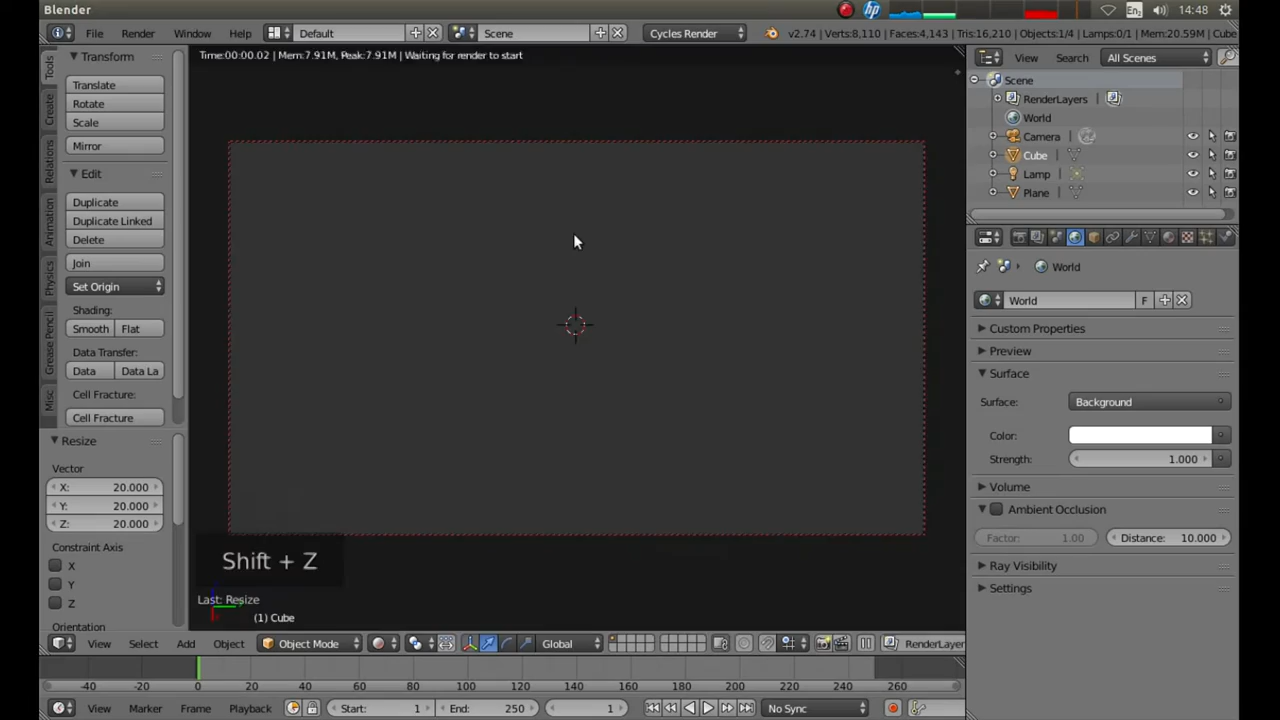 Blender
En2
14:48
File Render Window Help
Default
Scene
Cycles Render
v2.74 | Verts:8,110 | Faces:4,143 | Tris:16,210 | Objects:1/4 | Lamps:0/1 | Mem:20.59M | Cube
Time:00:00.02 | Mem:7.91M, Peak:7.91M | Waiting for render to start
View Search All Scenes
Scene
RenderLayers
World
Camera
Cube
Lamp
Plane
Tools
Create
Relations
Animation
Physics
Grease Pencil
Misc
Transform
Translate
Rotate
Scale
Mirror
Edit
Duplicate
Duplicate Linked
Delete
Join
Set Origin
Shading:
Smooth Flat
Data Transfer:
Data Data La
Cell Fracture:
Cell Fracture
Resize
Vector
X: 20.000
Y: 20.000
Z: 20.000
Constraint Axis
X
Y
Z
Orientation
Shift + Z
Last: Resize
(1) Cube
World
World F
Custom Properties
Preview
Surface
Surface: Background
Color:
Strength: 1.000
Volume
Ambient Occlusion
Factor: 1.00 Distance: 10.000
Ray Visibility
Settings
View Select Add Object Object Mode Global RenderLayer
-40 -20 0 20 40 60 80 100 120 140 160 180 200 220 240 260
View Marker Frame Playback Start: 1 End: 250 1 No Sync